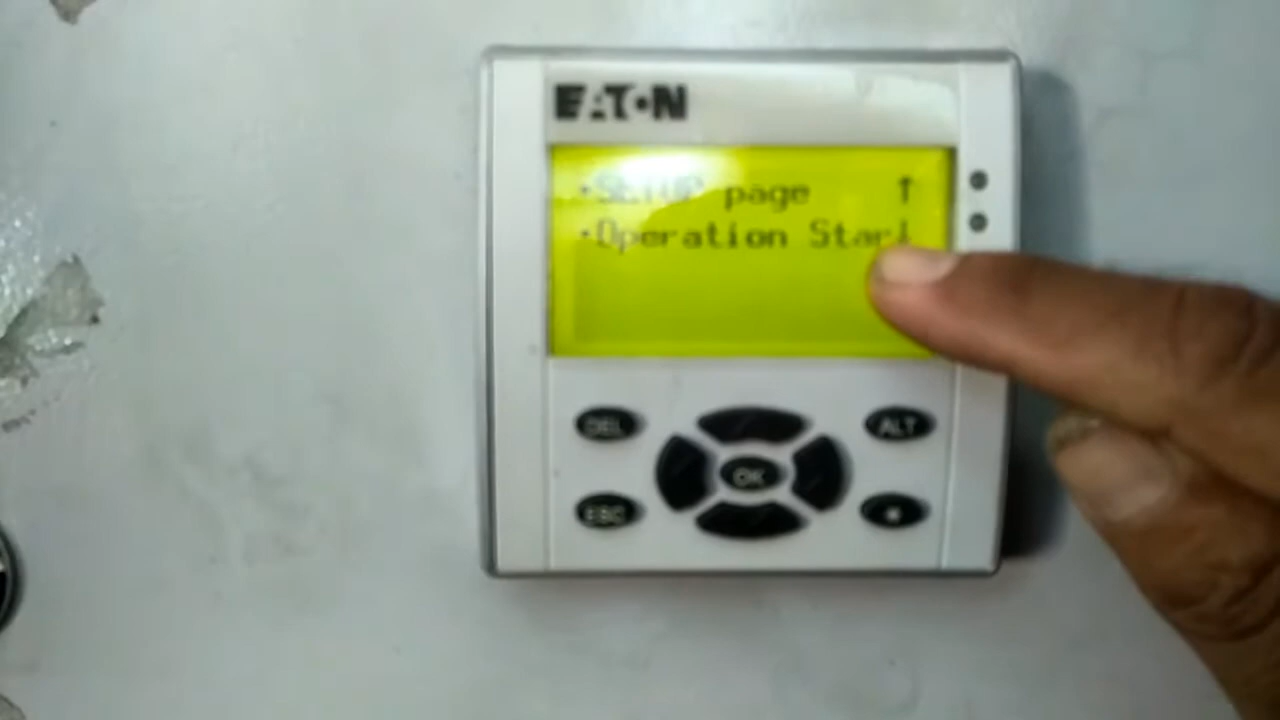 EATON
·SETUP page ↑
·Operation Start
DEL
ALT
OK
ESC
*